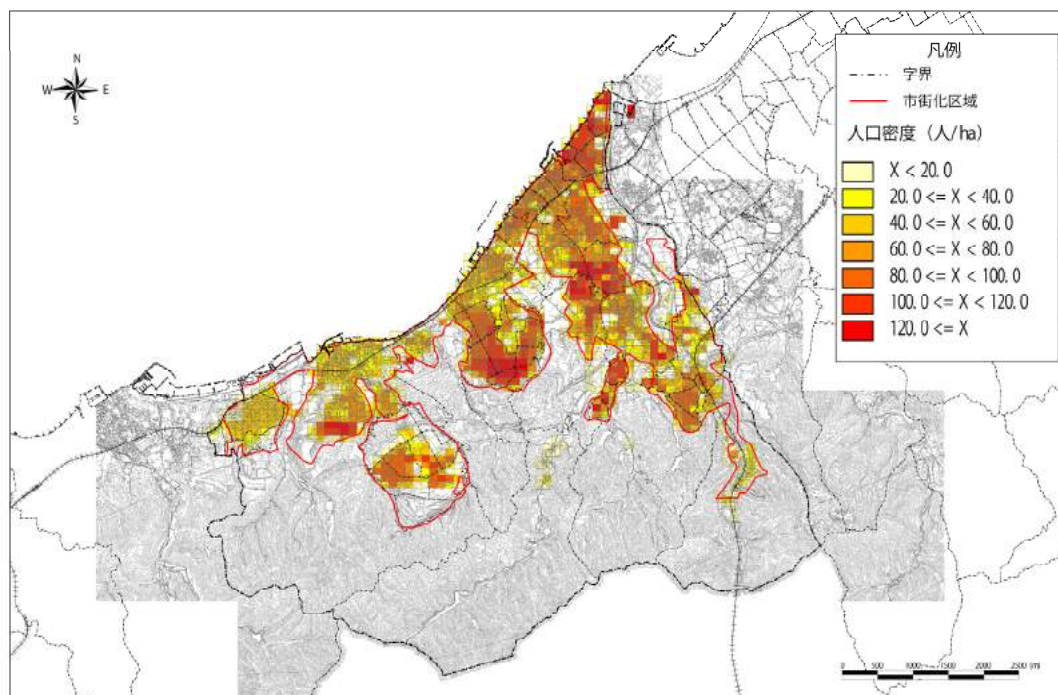 N
W E
S
凡例
字界
市街化区域
人口密度 (人/ha)
X < 20.0
20.0 <= X < 40.0
40.0 <= X < 60.0
60.0 <= X < 80.0
80.0 <= X < 100.0
100.0 <= X < 120.0
120.0 <= X
0 500 1000 1500 2000 2500 (m)